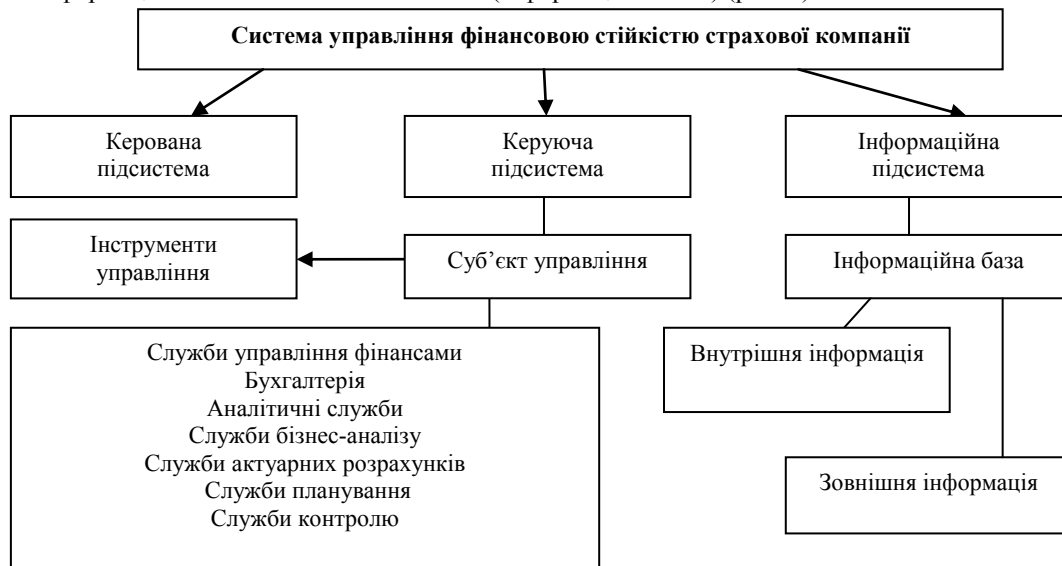 Система управління фінансовою стійкістю страхової компанії
Керована
підсистема
Керуюча
підсистема
Інформаційна
підсистема
Інструменти
управління
Суб’єкт управління
Інформаційна база
Служби управління фінансами
Бухгалтерія
Аналітичні служби
Служби бізнес-аналізу
Служби актуарних розрахунків
Служби планування
Служби контролю
Внутрішня інформація
Зовнішня інформація